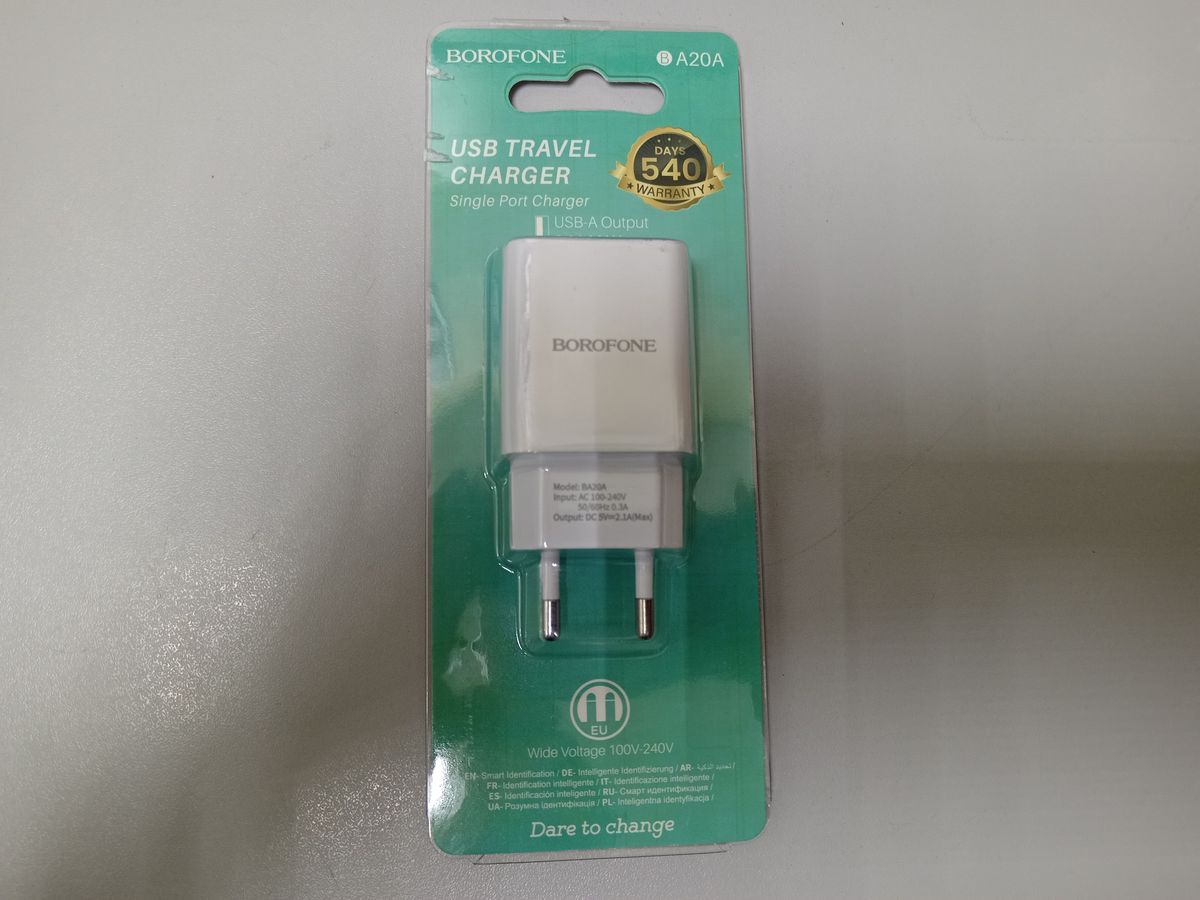 BOROFONE
B A20A
USB TRAVEL
CHARGER
Single Port Charger
DAYS
540
WARRANTY
USB-A Output
BOROFONE
Model: BA20A
Input: AC 100-240V
50/60Hz 0.3A
Output: DC 5V⎓2.1A(Max)
EU
Wide Voltage 100V-240V
EN- Smart Identification / DE- Intelligente Identifizierung / AR- تحديد الذكية /
FR- Identification intelligente / IT- Identificazione intelligente /
ES- Identificación inteligente / RU- Смарт идентификация /
UA- Розумна ідентифікація / PL- Inteligentna identyfikacja /
Dare to change